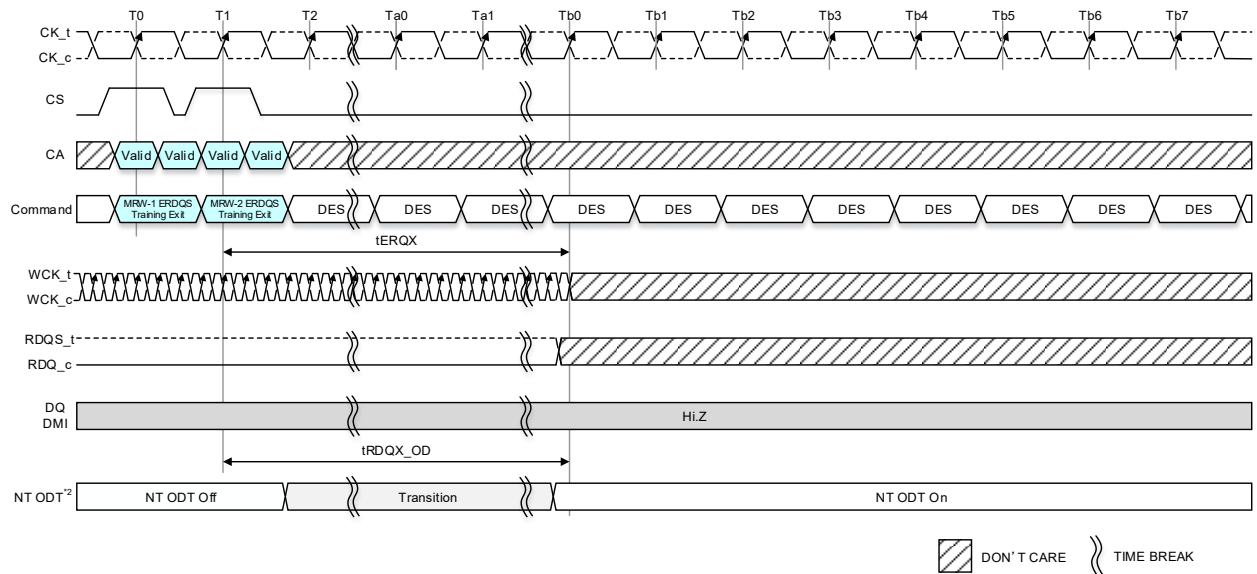 T0 T1 T2 Ta0 Ta1 Tb0 Tb1 Tb2 Tb3 Tb4 Tb5 Tb6 Tb7
CK_t
CK_c
CS
CA Valid Valid Valid Valid
Command MRW-1 ERDQS Training Exit MRW-2 ERDQS Training Exit DES DES DES DES DES DES DES DES DES DES DES
tERQX
WCK_t
WCK_c
RDQS_t
RDQ_c
DQ
DMI
Hi.Z
tRDQX_OD
NT ODT*2 NT ODT Off Transition NT ODT On
DON'T CARE TIME BREAK